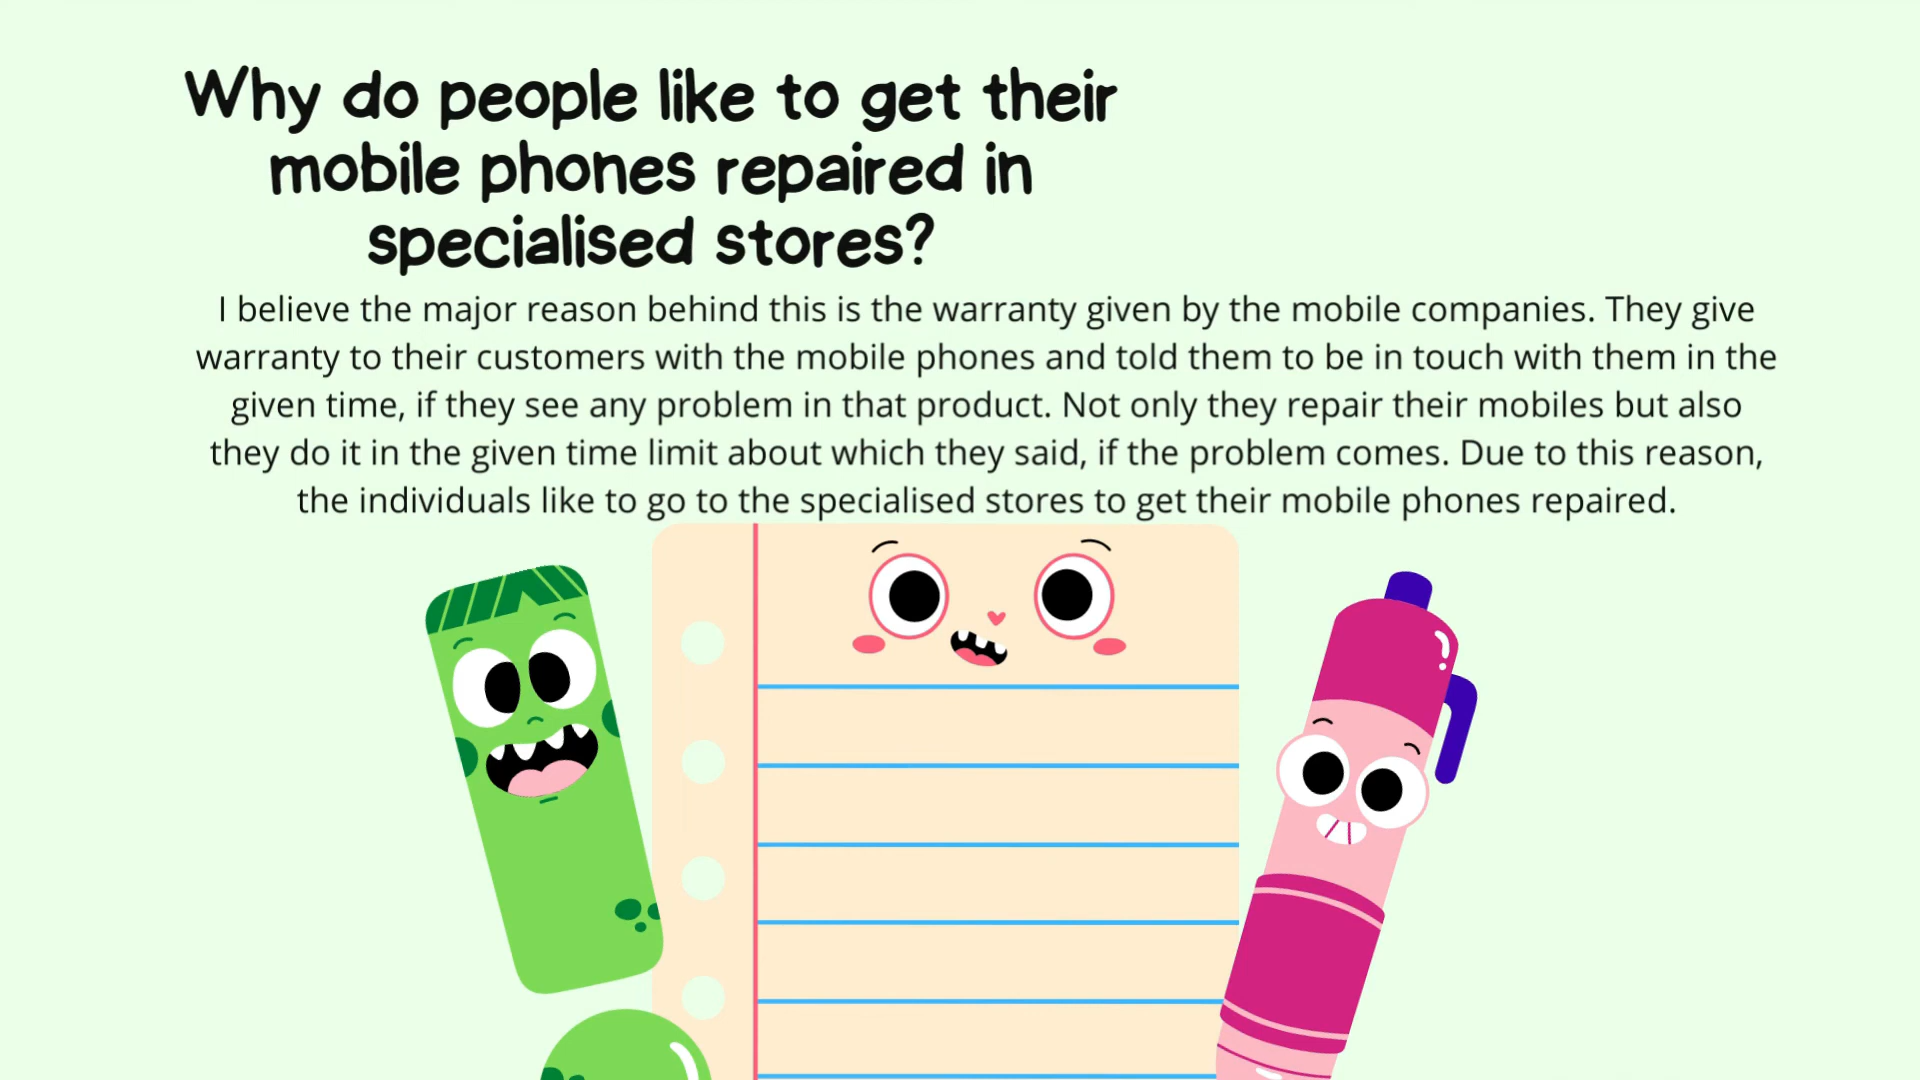 Why do people like to get their
mobile phones repaired in
specialised stores?
I believe the major reason behind this is the warranty given by the mobile companies. They give
warranty to their customers with the mobile phones and told them to be in touch with them in the
given time, if they see any problem in that product. Not only they repair their mobiles but also
they do it in the given time limit about which they said, if the problem comes. Due to this reason,
the individuals like to go to the specialised stores to get their mobile phones repaired.